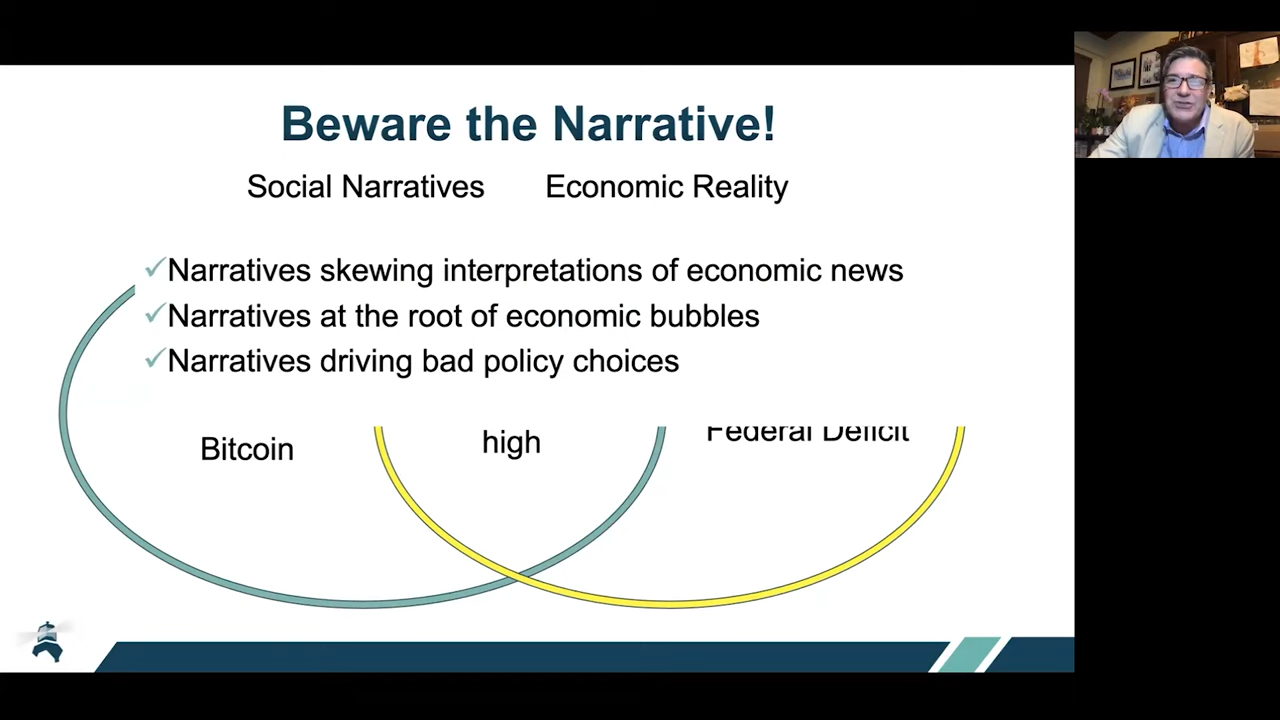 Beware the Narrative!
Social Narratives Economic Reality
✓Narratives skewing interpretations of economic news
✓Narratives at the root of economic bubbles
✓Narratives driving bad policy choices
Bitcoin high Federal Deficit